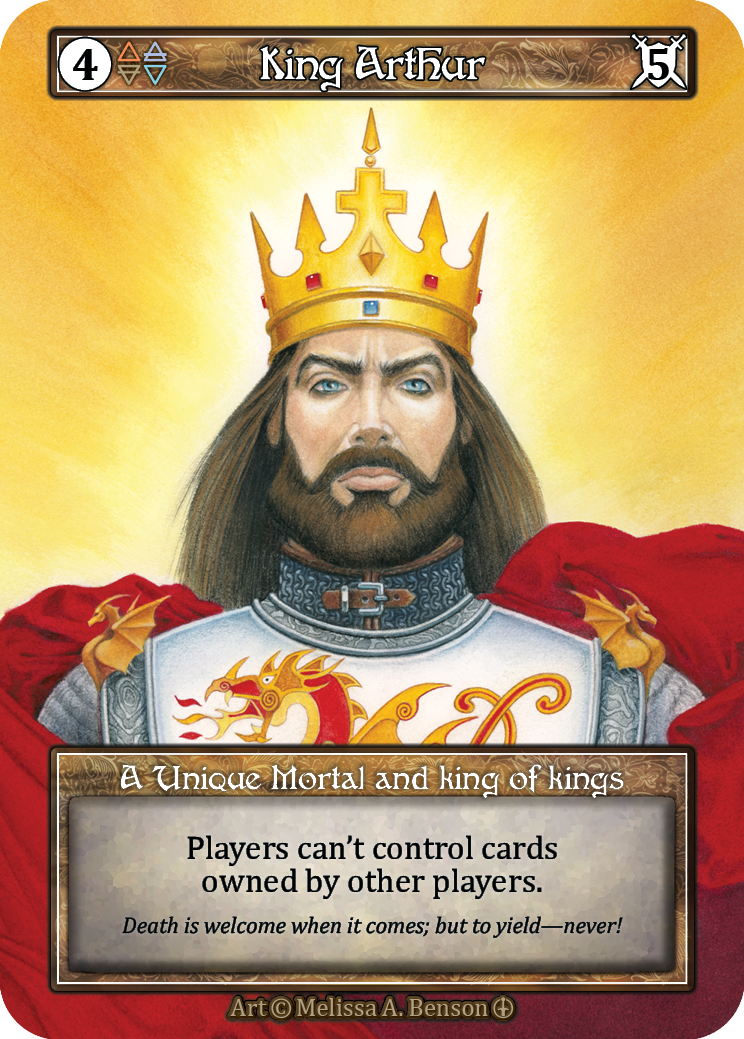 4 King Arthur 5
A Unique Mortal and king of kings
Players can't control cards
owned by other players.
Death is welcome when it comes; but to yield—never!
Art © Melissa A. Benson